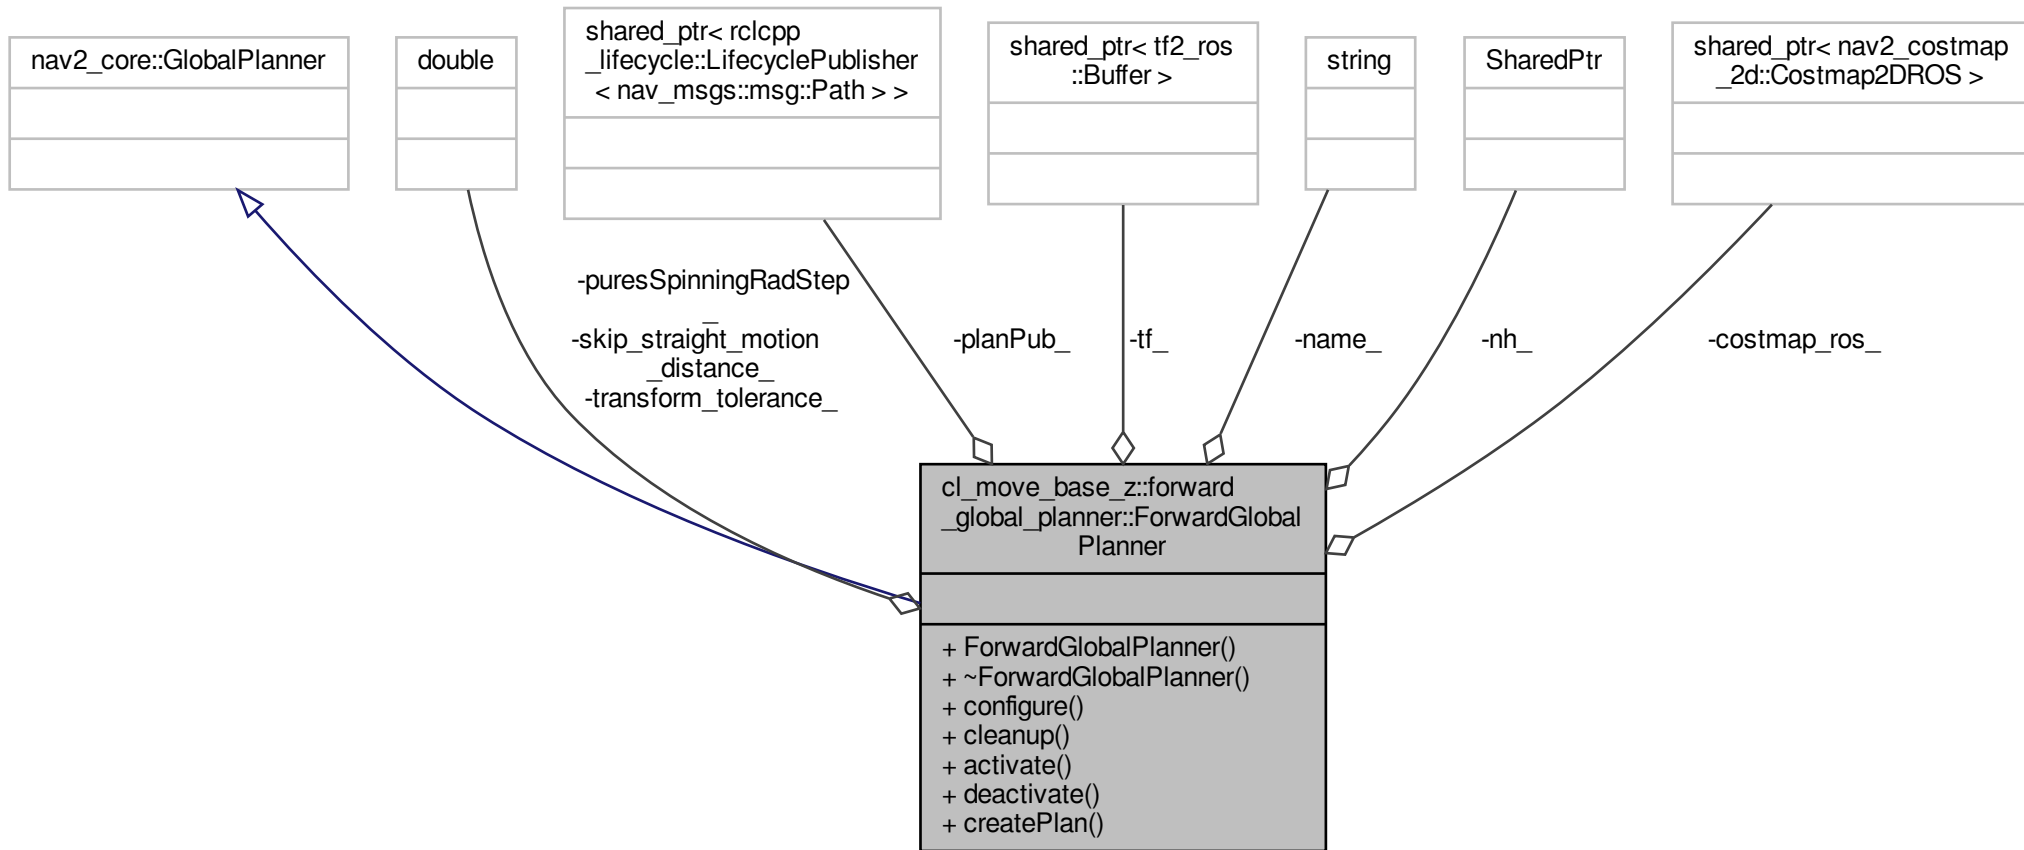 nav2_core::GlobalPlanner
double
shared_ptr< rclcpp
_lifecycle::LifecyclePublisher
< nav_msgs::msg::Path > >
shared_ptr< tf2_ros
::Buffer >
string
SharedPtr
shared_ptr< nav2_costmap
_2d::Costmap2DROS >
-puresSpinningRadStep
_
-skip_straight_motion
_distance_
-transform_tolerance_
-planPub_
-tf_
-name_
-nh_
-costmap_ros_
cl_move_base_z::forward
_global_planner::ForwardGlobal
Planner
+ ForwardGlobalPlanner()
+ ~ForwardGlobalPlanner()
+ configure()
+ cleanup()
+ activate()
+ deactivate()
+ createPlan()